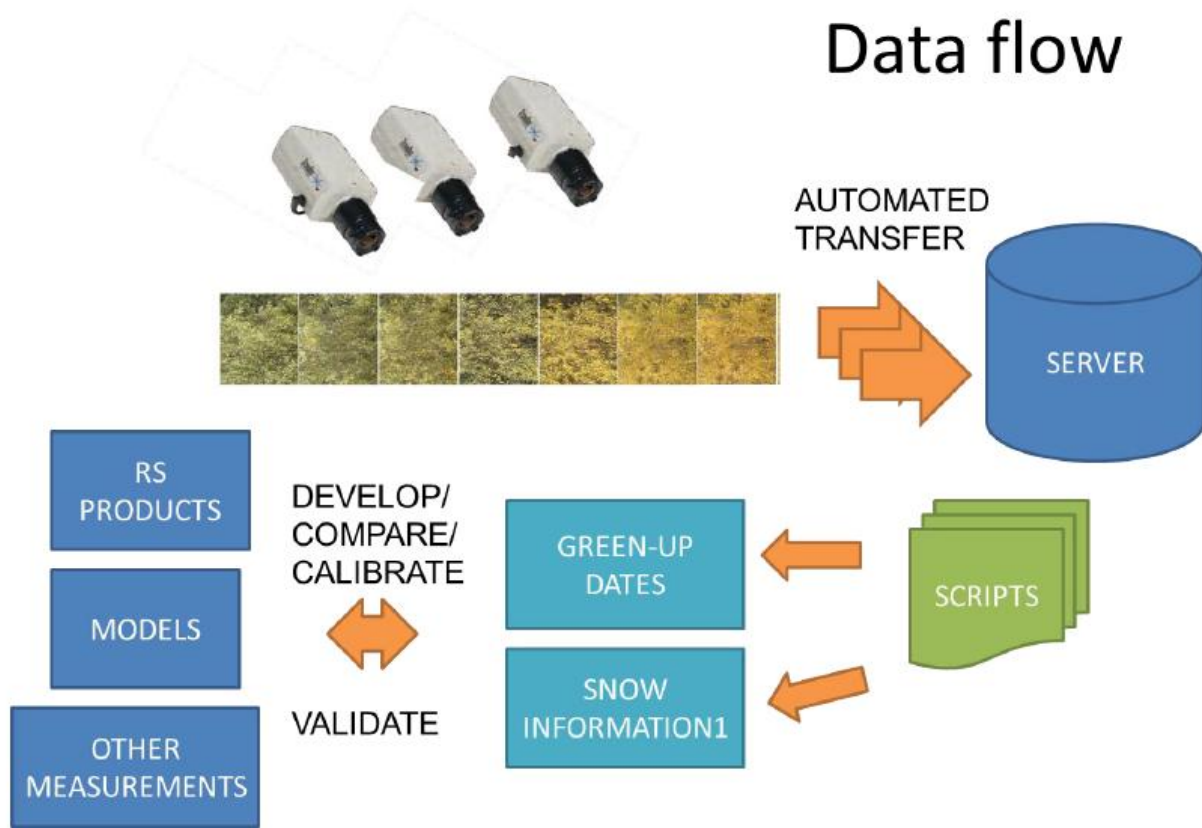 Data flow
AUTOMATED
TRANSFER
SERVER
RS
PRODUCTS
DEVELOP/
COMPARE/
CALIBRATE
GREEN-UP
DATES
SCRIPTS
MODELS
SNOW
INFORMATION1
VALIDATE
OTHER
MEASUREMENTS